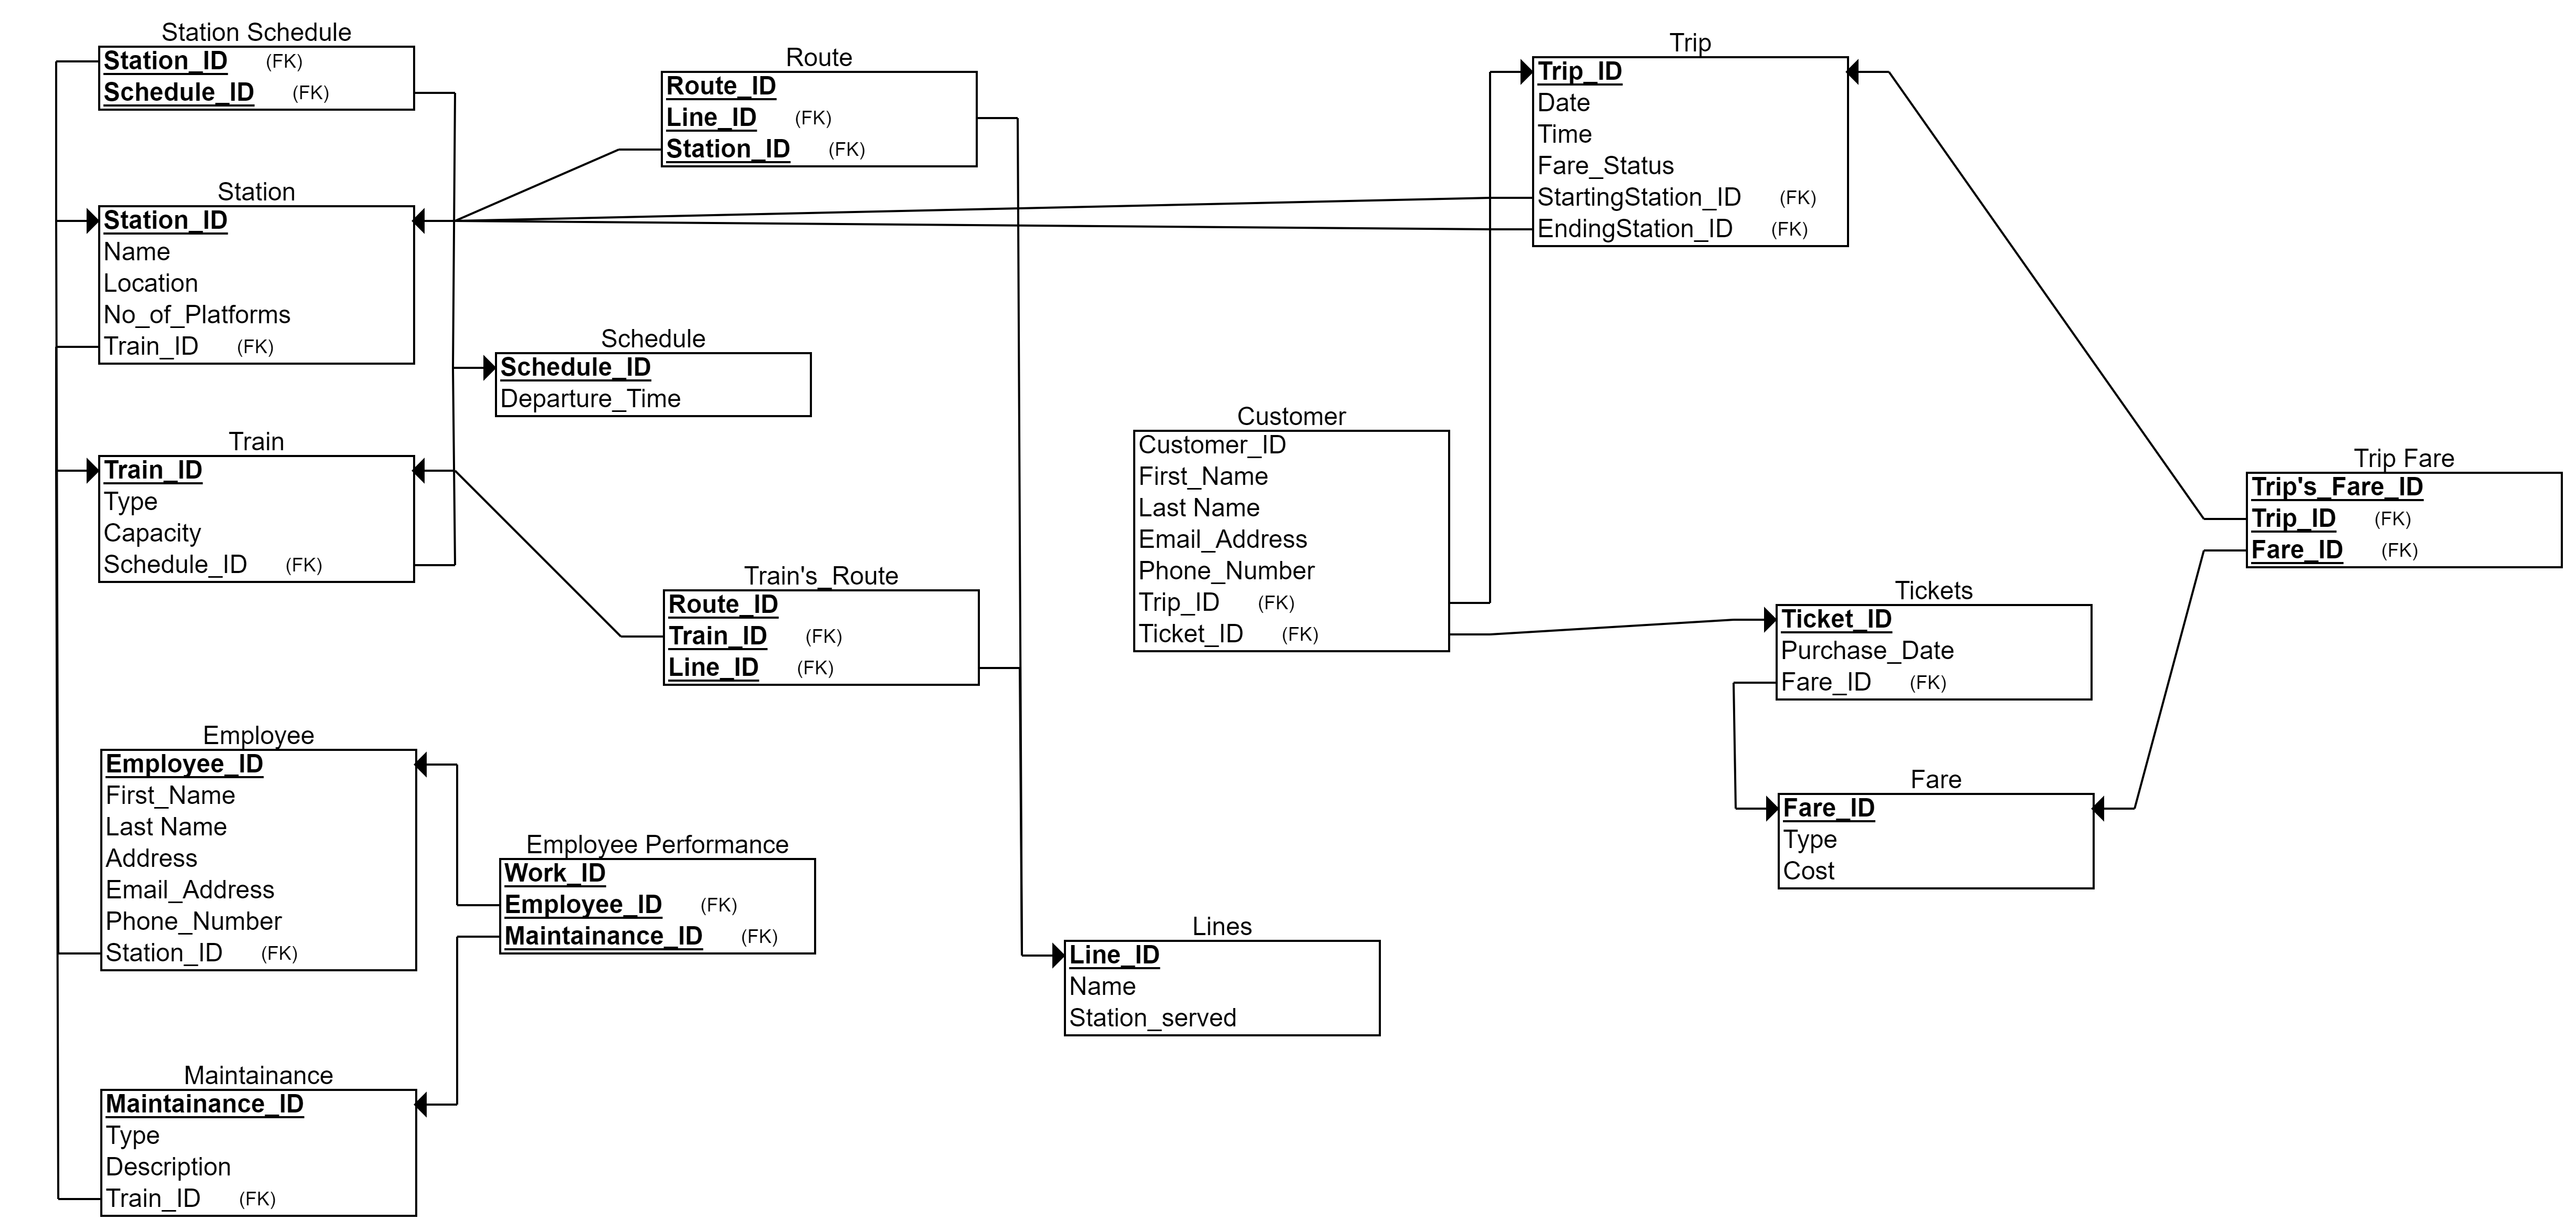 Station Schedule
Station_ID (FK)
Schedule_ID (FK)
Station
Station_ID
Name
Location
No_of_Platforms
Train_ID (FK)
Train
Train_ID
Type
Capacity
Schedule_ID (FK)
Employee
Employee_ID
First_Name
Last Name
Address
Email_Address
Phone_Number
Station_ID (FK)
Maintainance
Maintainance_ID
Type
Description
Train_ID (FK)
Route
Route_ID
Line_ID (FK)
Station_ID (FK)
Schedule
Schedule_ID
Departure_Time
Train's_Route
Route_ID
Train_ID (FK)
Line_ID (FK)
Employee Performance
Work_ID
Employee_ID (FK)
Maintainance_ID (FK)
Lines
Line_ID
Name
Station_served
Customer
Customer_ID
First_Name
Last Name
Email_Address
Phone_Number
Trip_ID (FK)
Ticket_ID (FK)
Trip
Trip_ID
Date
Time
Fare_Status
StartingStation_ID (FK)
EndingStation_ID (FK)
Tickets
Ticket_ID
Purchase_Date
Fare_ID (FK)
Fare
Fare_ID
Type
Cost
Trip Fare
Trip's_Fare_ID
Trip_ID (FK)
Fare_ID (FK)